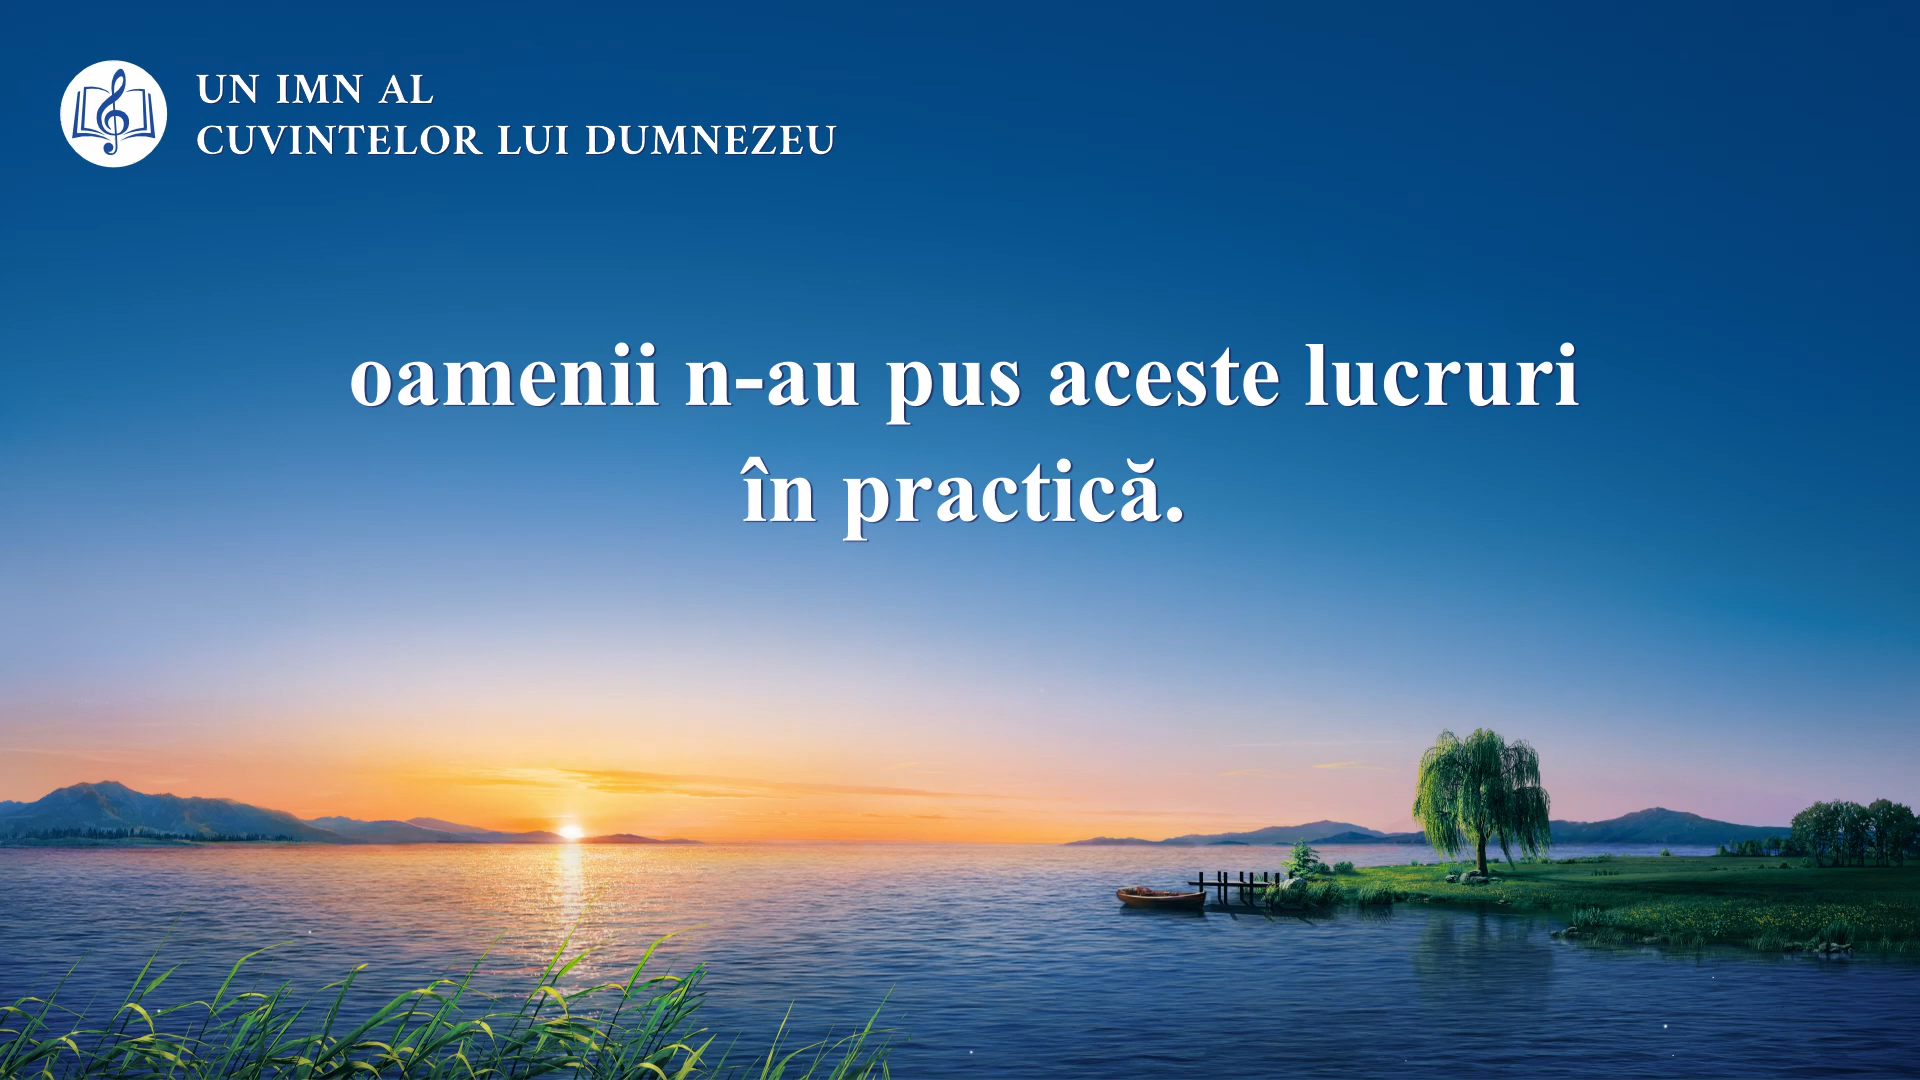 UN IMN AL
CUVINTELOR LUI DUMNEZEU
oamenii n-au pus aceste lucruri
în practică.